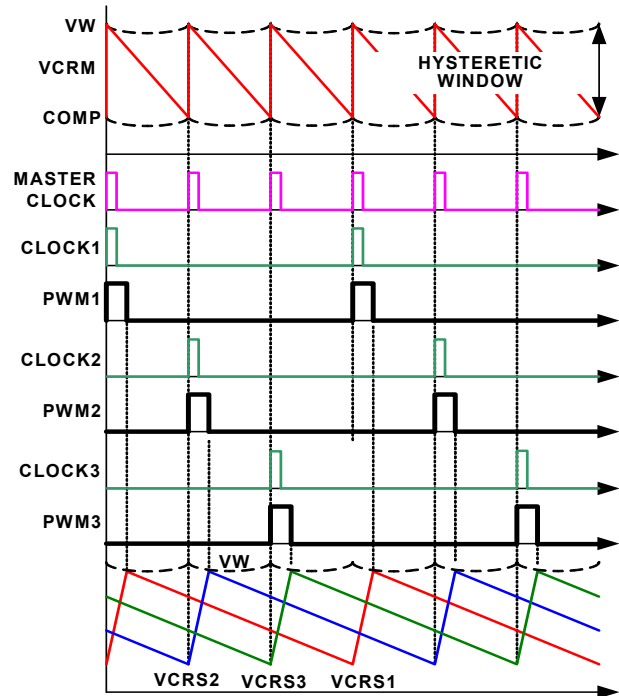 VW
VCRM
HYSTERETIC
WINDOW
COMP
MASTER
CLOCK
CLOCK1
PWM1
CLOCK2
PWM2
CLOCK3
PWM3
VW
VCRS2 VCRS3 VCRS1